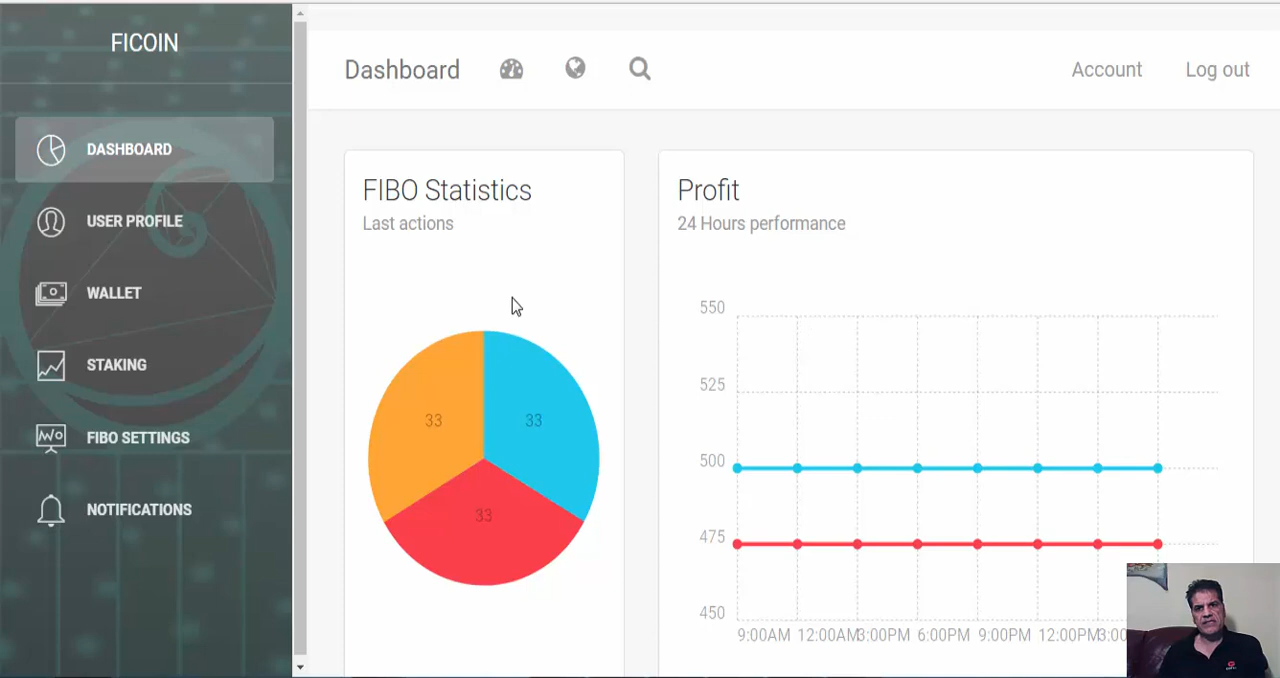 FICOIN
DASHBOARD
USER PROFILE
WALLET
STAKING
FIBO SETTINGS
NOTIFICATIONS
Dashboard
Account
Log out
FIBO Statistics
Last actions
33
33
33
Profit
24 Hours performance
550
525
500
475
450
9:00AM 12:00AM 3:00PM 6:00PM 9:00PM 12:00PM 3:00